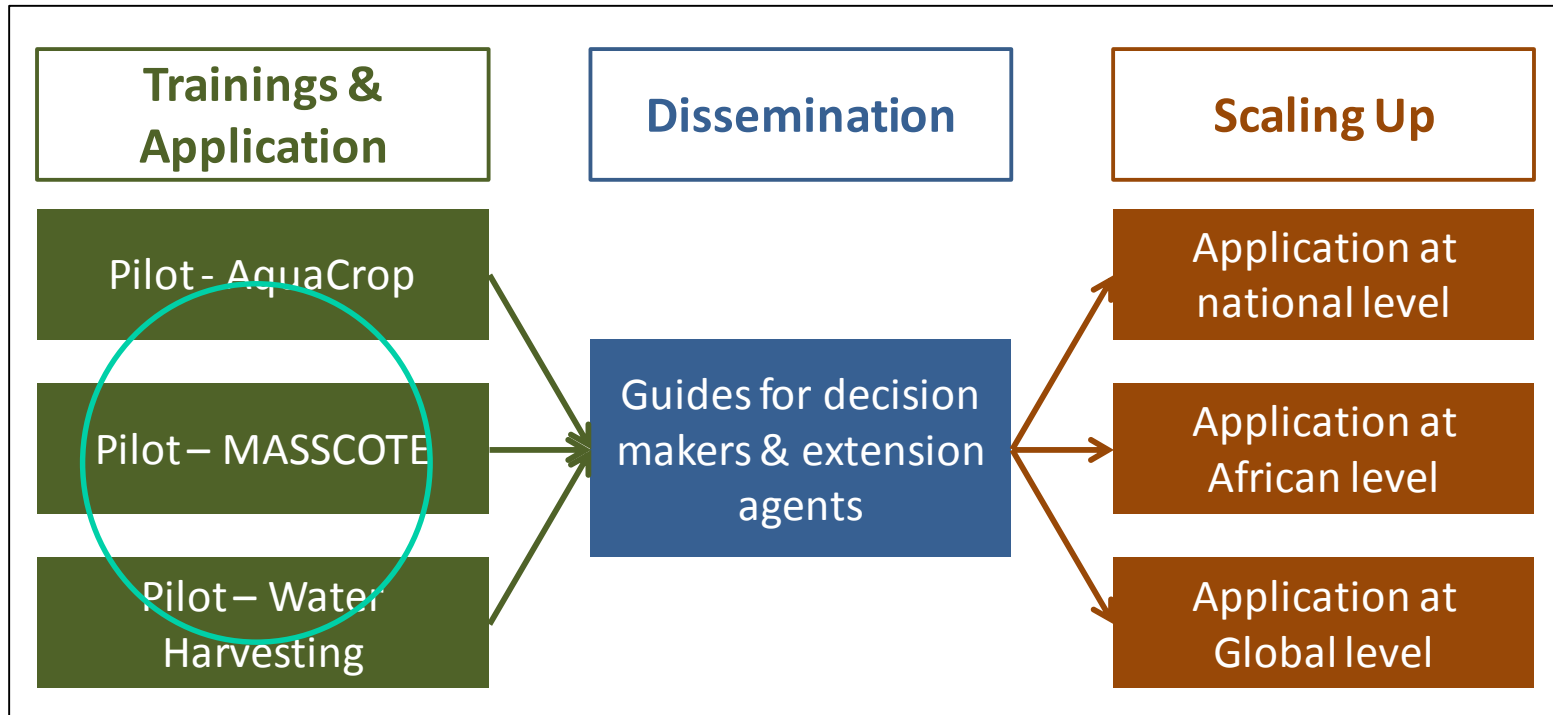 Trainings &
Application
Dissemination
Scaling Up
Pilot - AquaCrop
Pilot – MASSCOTE
Pilot – Water
Harvesting
Guides for decision
makers & extension
agents
Application at
national level
Application at
African level
Application at
Global level